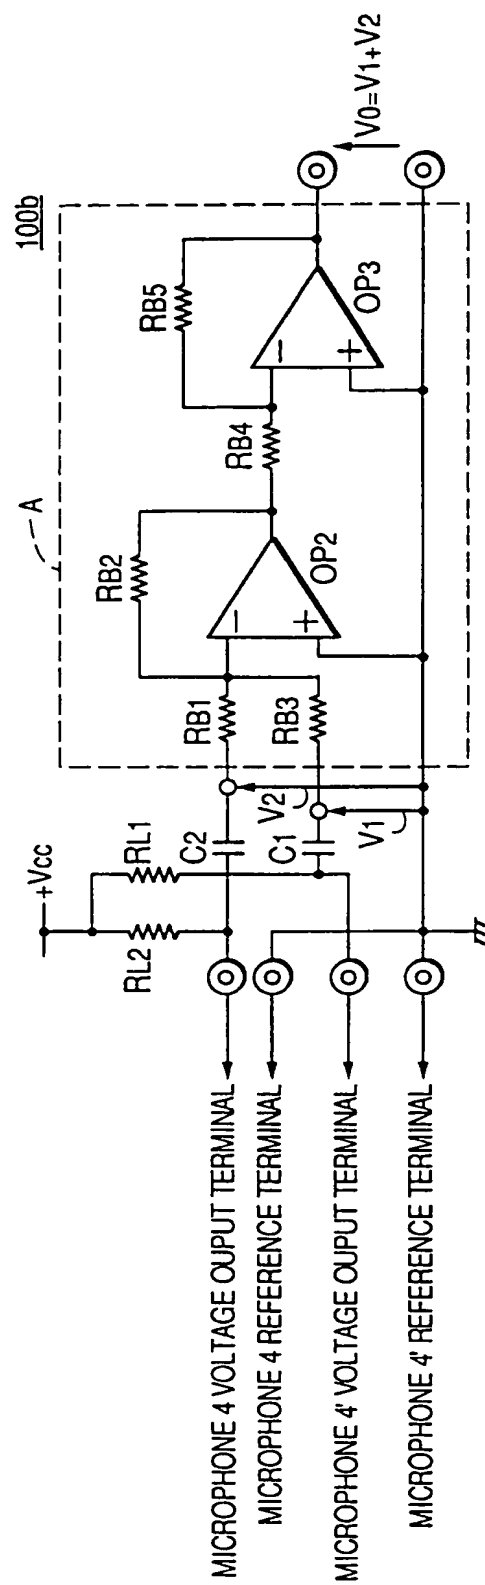 100b
A
+Vcc
RL2
RL1
C2
C1
V2
V1
RB1
RB3
RB2
−
+
OP2
RB4
RB5
−
+
OP3
V0=V1+V2
MICROPHONE 4 VOLTAGE OUPUT TERMINAL
MICROPHONE 4 REFERENCE TERMINAL
MICROPHONE 4' VOLTAGE OUPUT TERMINAL
MICROPHONE 4' REFERENCE TERMINAL